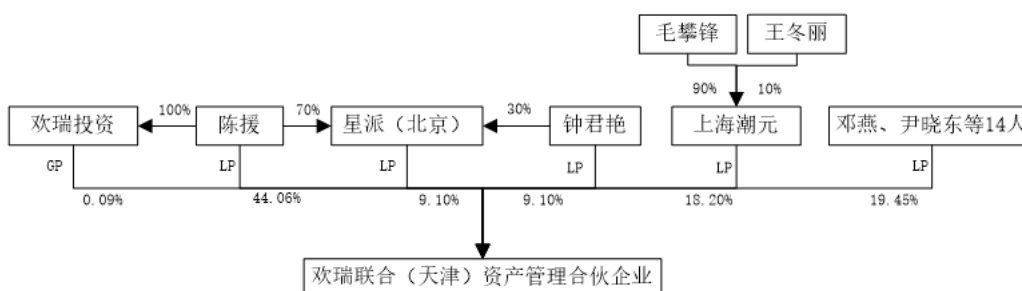 毛攀锋 王冬丽
90% 10%
欢瑞投资 100% 陈援 70% 星派（北京） 30% 钟君艳 上海潮元 邓燕、尹晓东等14人
GP LP LP LP LP LP
0.09% 44.06% 9.10% 9.10% 18.20% 19.45%
欢瑞联合（天津）资产管理合伙企业